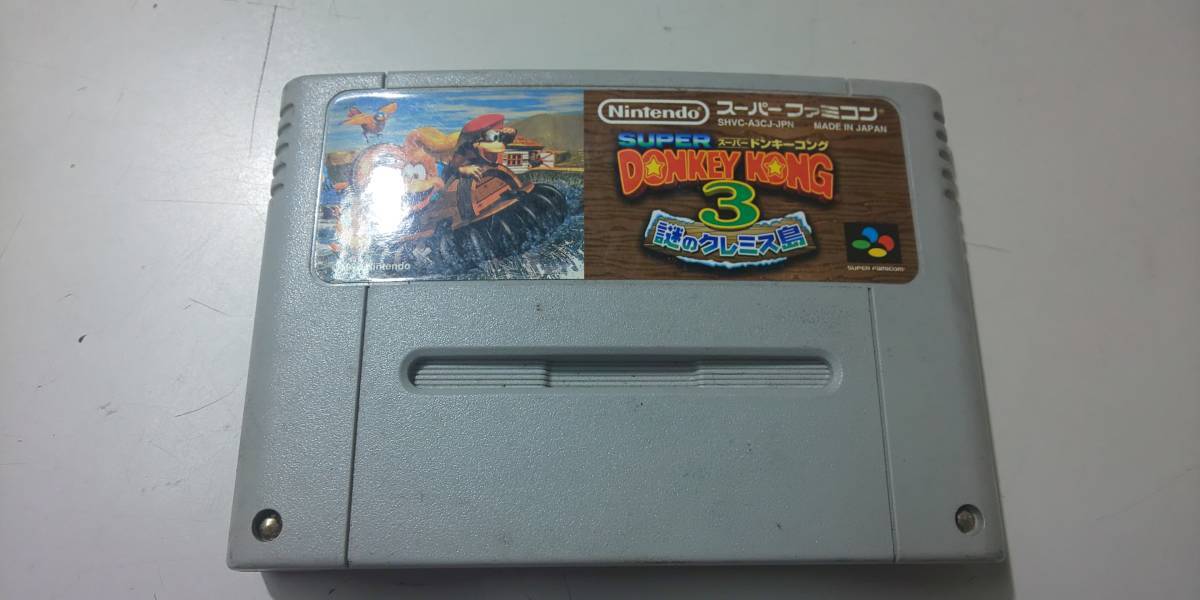 Nintendo スーパーファミコン
SHVC-A3CJ-JPN MADE IN JAPAN
SUPER スーパードンキーコング
DONKEY KONG
3
謎のクレミス島
SUPER FAMICOM
Nintendo